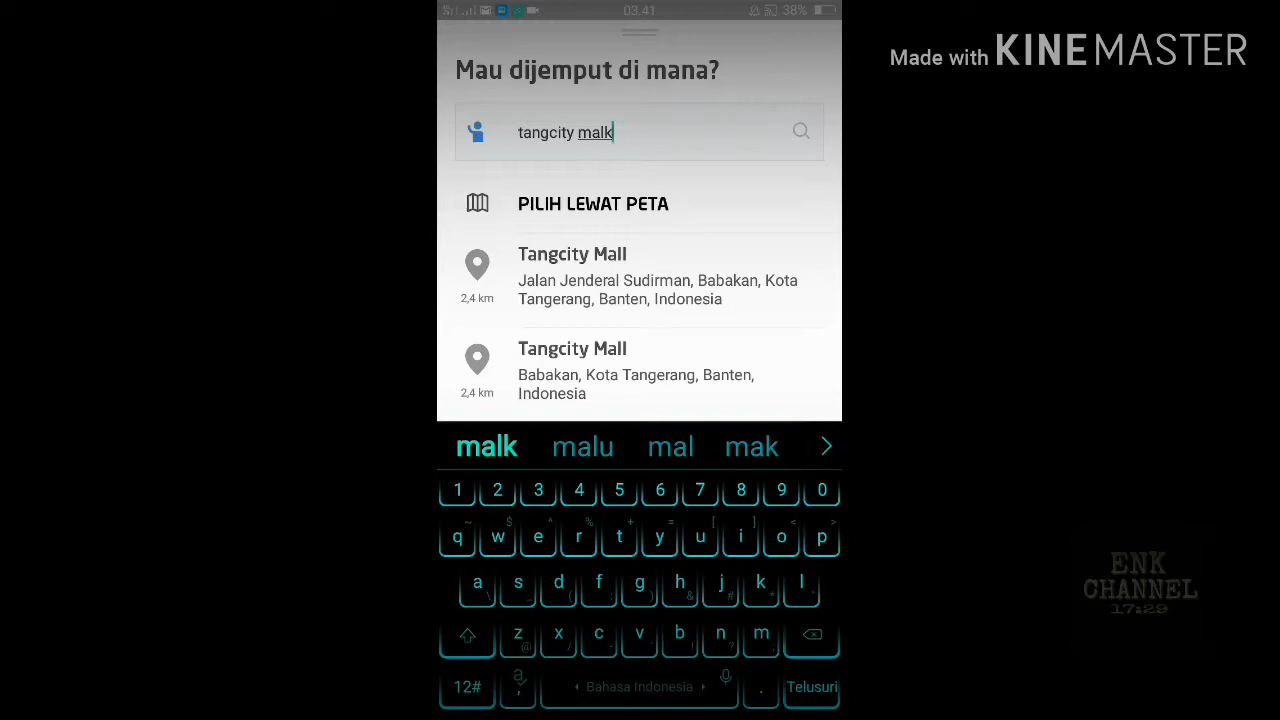 03.41
38%
Made with KINEMASTER
Mau dijemput di mana?
tangcity malk
PILIH LEWAT PETA
Tangcity Mall
Jalan Jenderal Sudirman, Babakan, Kota
Tangerang, Banten, Indonesia
2,4 km
Tangcity Mall
Babakan, Kota Tangerang, Banten,
Indonesia
2,4 km
malk malu mal mak
1 2 3 4 5 6 7 8 9 0
q w e r t y u i o p
a s d f g h j k l
z x c v b n m
12# , Bahasa Indonesia . Telusuri
ENK
CHANNEL
17:29